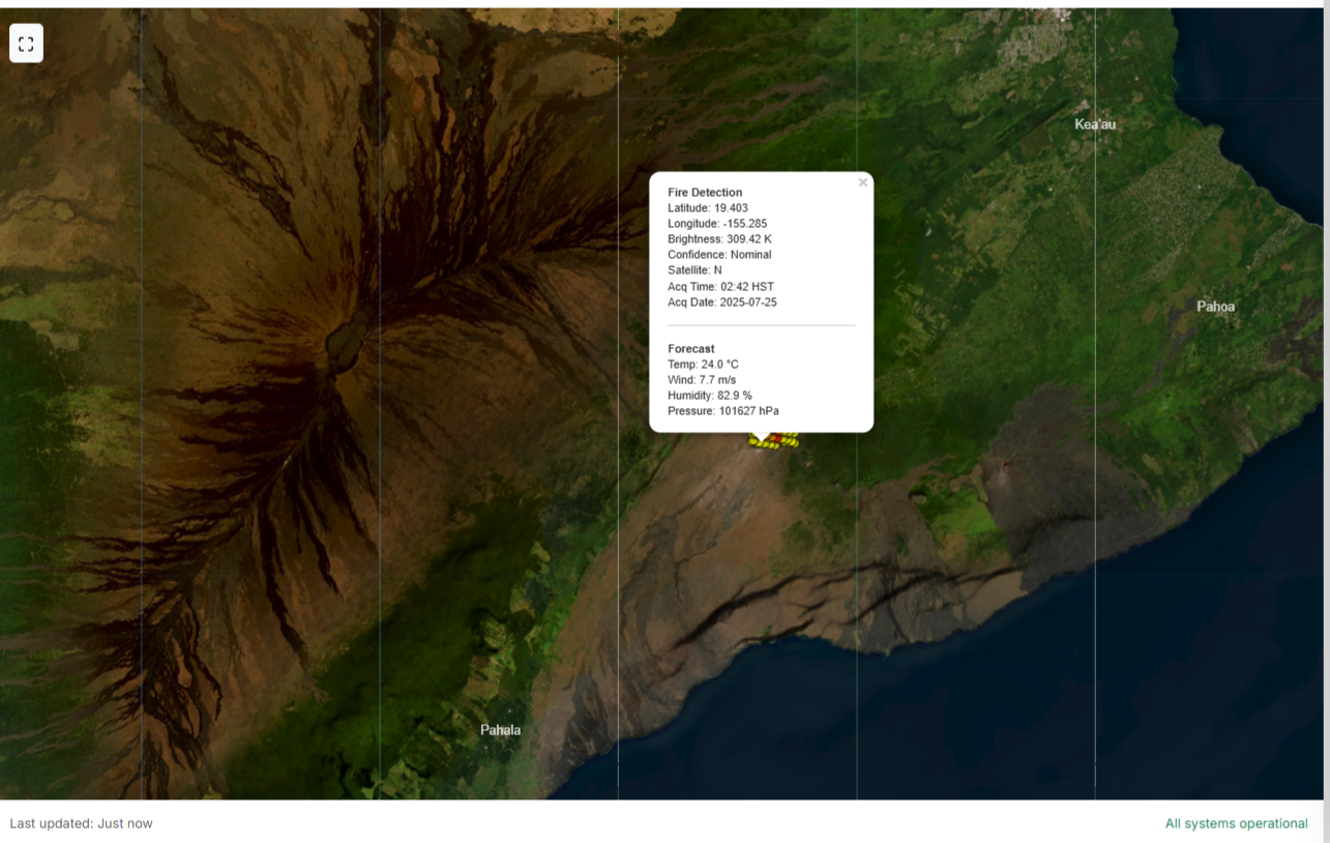 Kea'au
Fire Detection
Latitude: 19.403
Longitude: -155.285
Brightness: 309.42 K
Confidence: Nominal
Satellite: N
Acq Time: 02:42 HST
Acq Date: 2025-07-25
Pahoa
Forecast
Temp: 24.0 °C
Wind: 7.7 m/s
Humidity: 82.9 %
Pressure: 101627 hPa
Pahala
Last updated: Just now
All systems operational